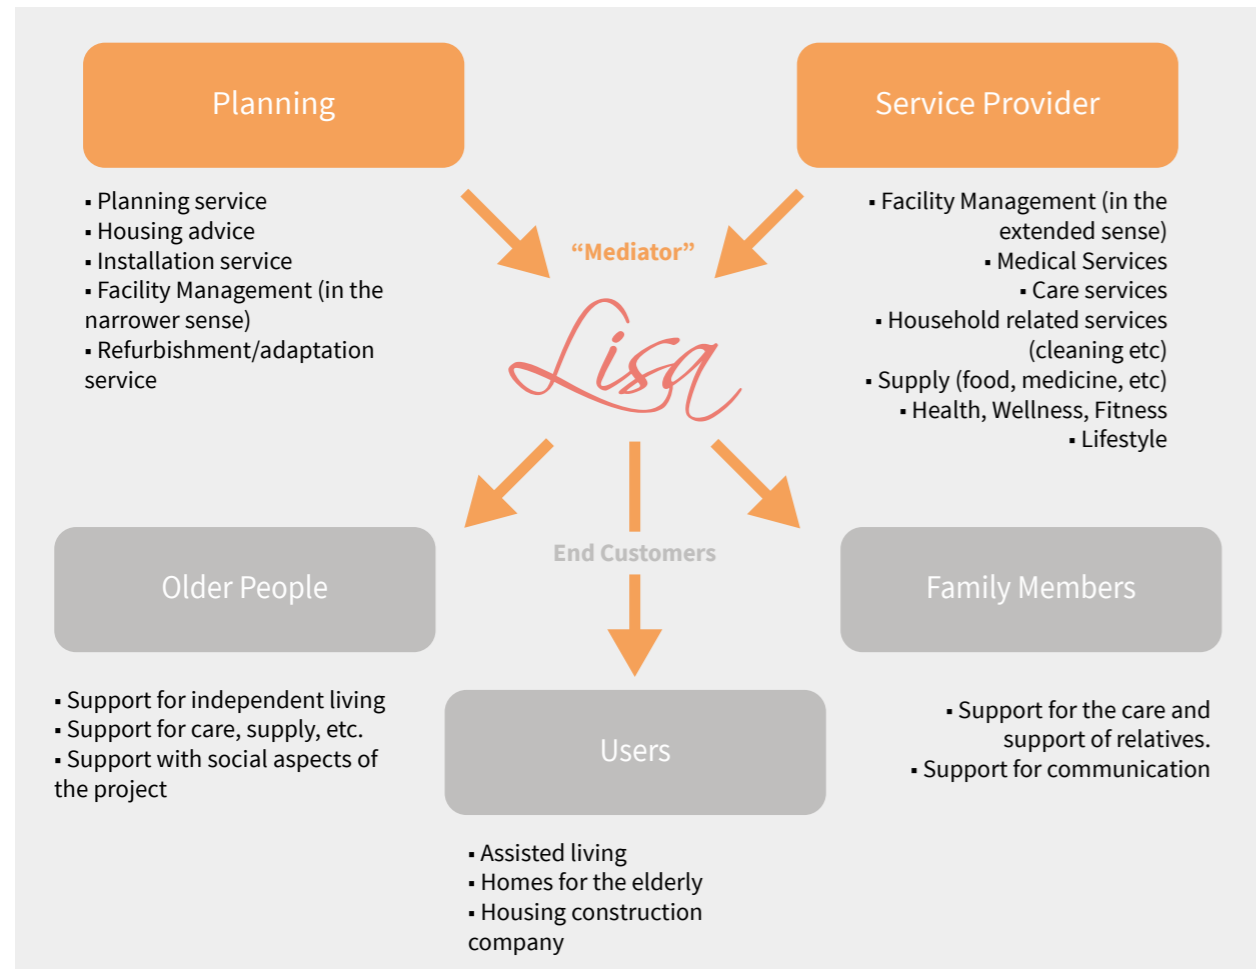 Planning
▪ Planning service
▪ Housing advice
▪ Installation service
▪ Facility Management (in the
narrower sense)
▪ Refurbishment/adaptation
service
Service Provider
▪ Facility Management (in the
extended sense)
▪ Medical Services
▪ Care services
▪ Household related services
(cleaning etc)
▪ Supply (food, medicine, etc)
▪ Health, Wellness, Fitness
▪ Lifestyle
“Mediator”
Lisa
End Customers
Older People
▪ Support for independent living
▪ Support for care, supply, etc.
▪ Support with social aspects of
the project
Users
▪ Assisted living
▪ Homes for the elderly
▪ Housing construction
company
Family Members
▪ Support for the care and
support of relatives.
▪ Support for communication